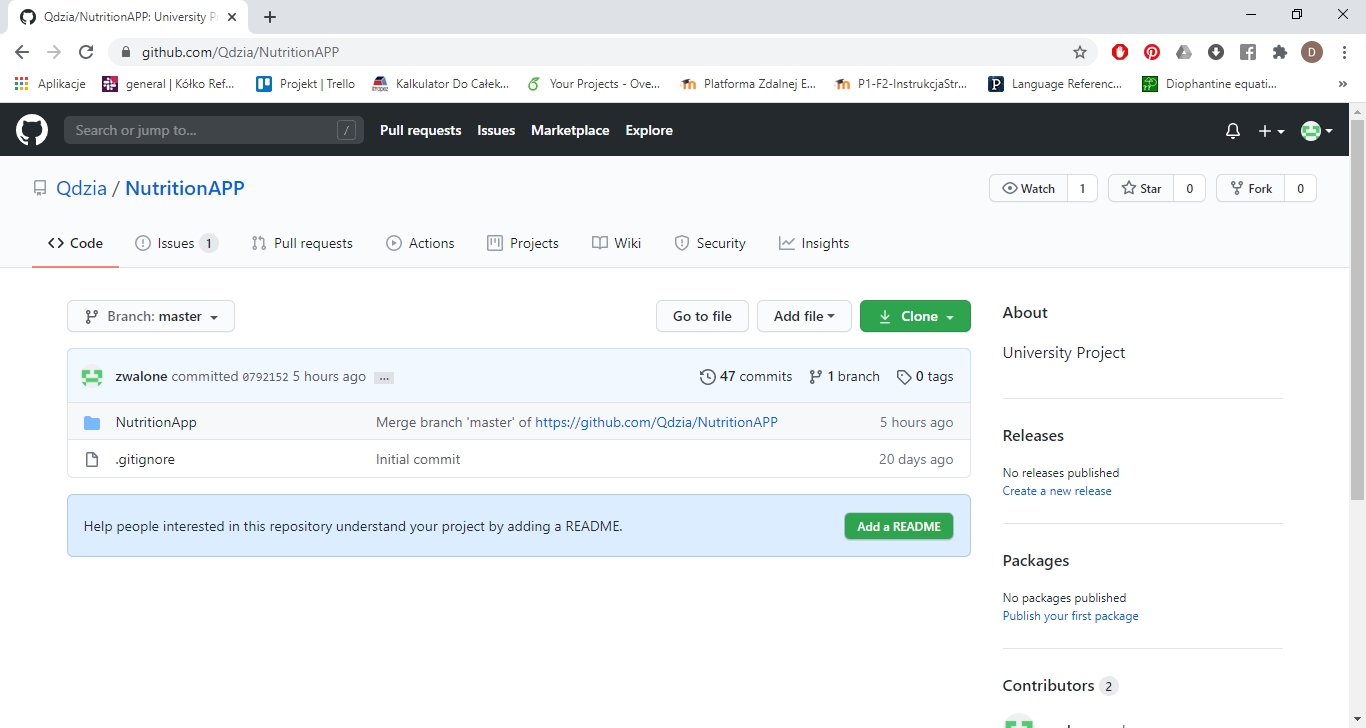 Qdzia/NutritionAPP: University P
github.com/Qdzia/NutritionAPP
D
Aplikacje general | Kółko Ref... Projekt | Trello Kalkulator Do Całek... Your Projects - Ove... Platforma Zdalnej E... P1-F2-InstrukcjaStr... Language Referenc... Diophantine equati... »
Search or jump to... / Pull requests Issues Marketplace Explore
Qdzia / NutritionAPP Watch 1 Star 0 Fork 0
Code Issues 1 Pull requests Actions Projects Wiki Security Insights
Branch: master Go to file Add file Clone
zwalone committed 0792152 5 hours ago ... 47 commits 1 branch 0 tags
NutritionApp Merge branch 'master' of https://github.com/Qdzia/NutritionAPP 5 hours ago
.gitignore Initial commit 20 days ago
Help people interested in this repository understand your project by adding a README. Add a README
About
University Project
Releases
No releases published
Create a new release
Packages
No packages published
Publish your first package
Contributors 2